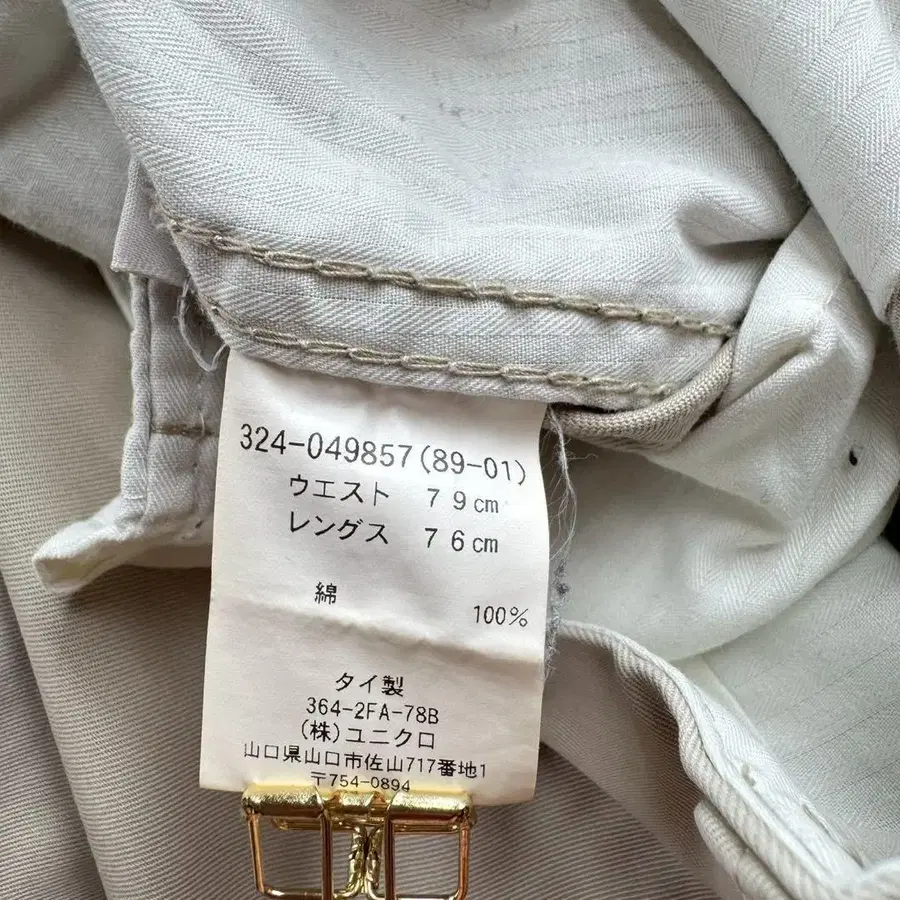 324-049857(89-01)
ウエスト 79cm
レングス 76cm
綿 100%
タイ製
364-2FA-78B
(株)ユニクロ
山口県山口市佐山717番地1
〒754-0894